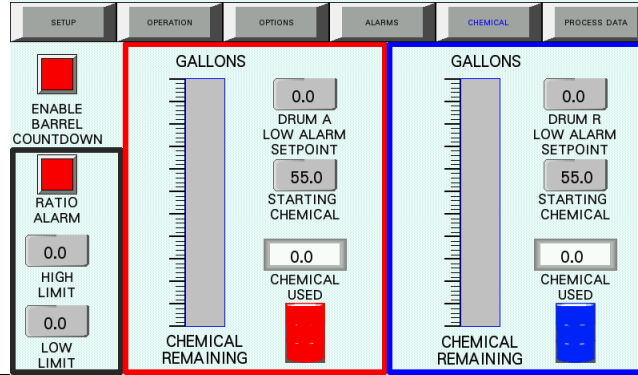 SETUP
OPERATION
OPTIONS
ALARMS
CHEMICAL
PROCESS DATA
ENABLE
BARREL
COUNTDOWN
RATIO
ALARM
0.0
HIGH
LIMIT
0.0
LOW
LIMIT
GALLONS
0.0
DRUM A
LOW ALARM
SETPOINT
55.0
STARTING
CHEMICAL
0.0
CHEMICAL
USED
CHEMICAL
REMAINING
GALLONS
0.0
DRUM R
LOW ALARM
SETPOINT
55.0
STARTING
CHEMICAL
0.0
CHEMICAL
USED
CHEMICAL
REMAINING